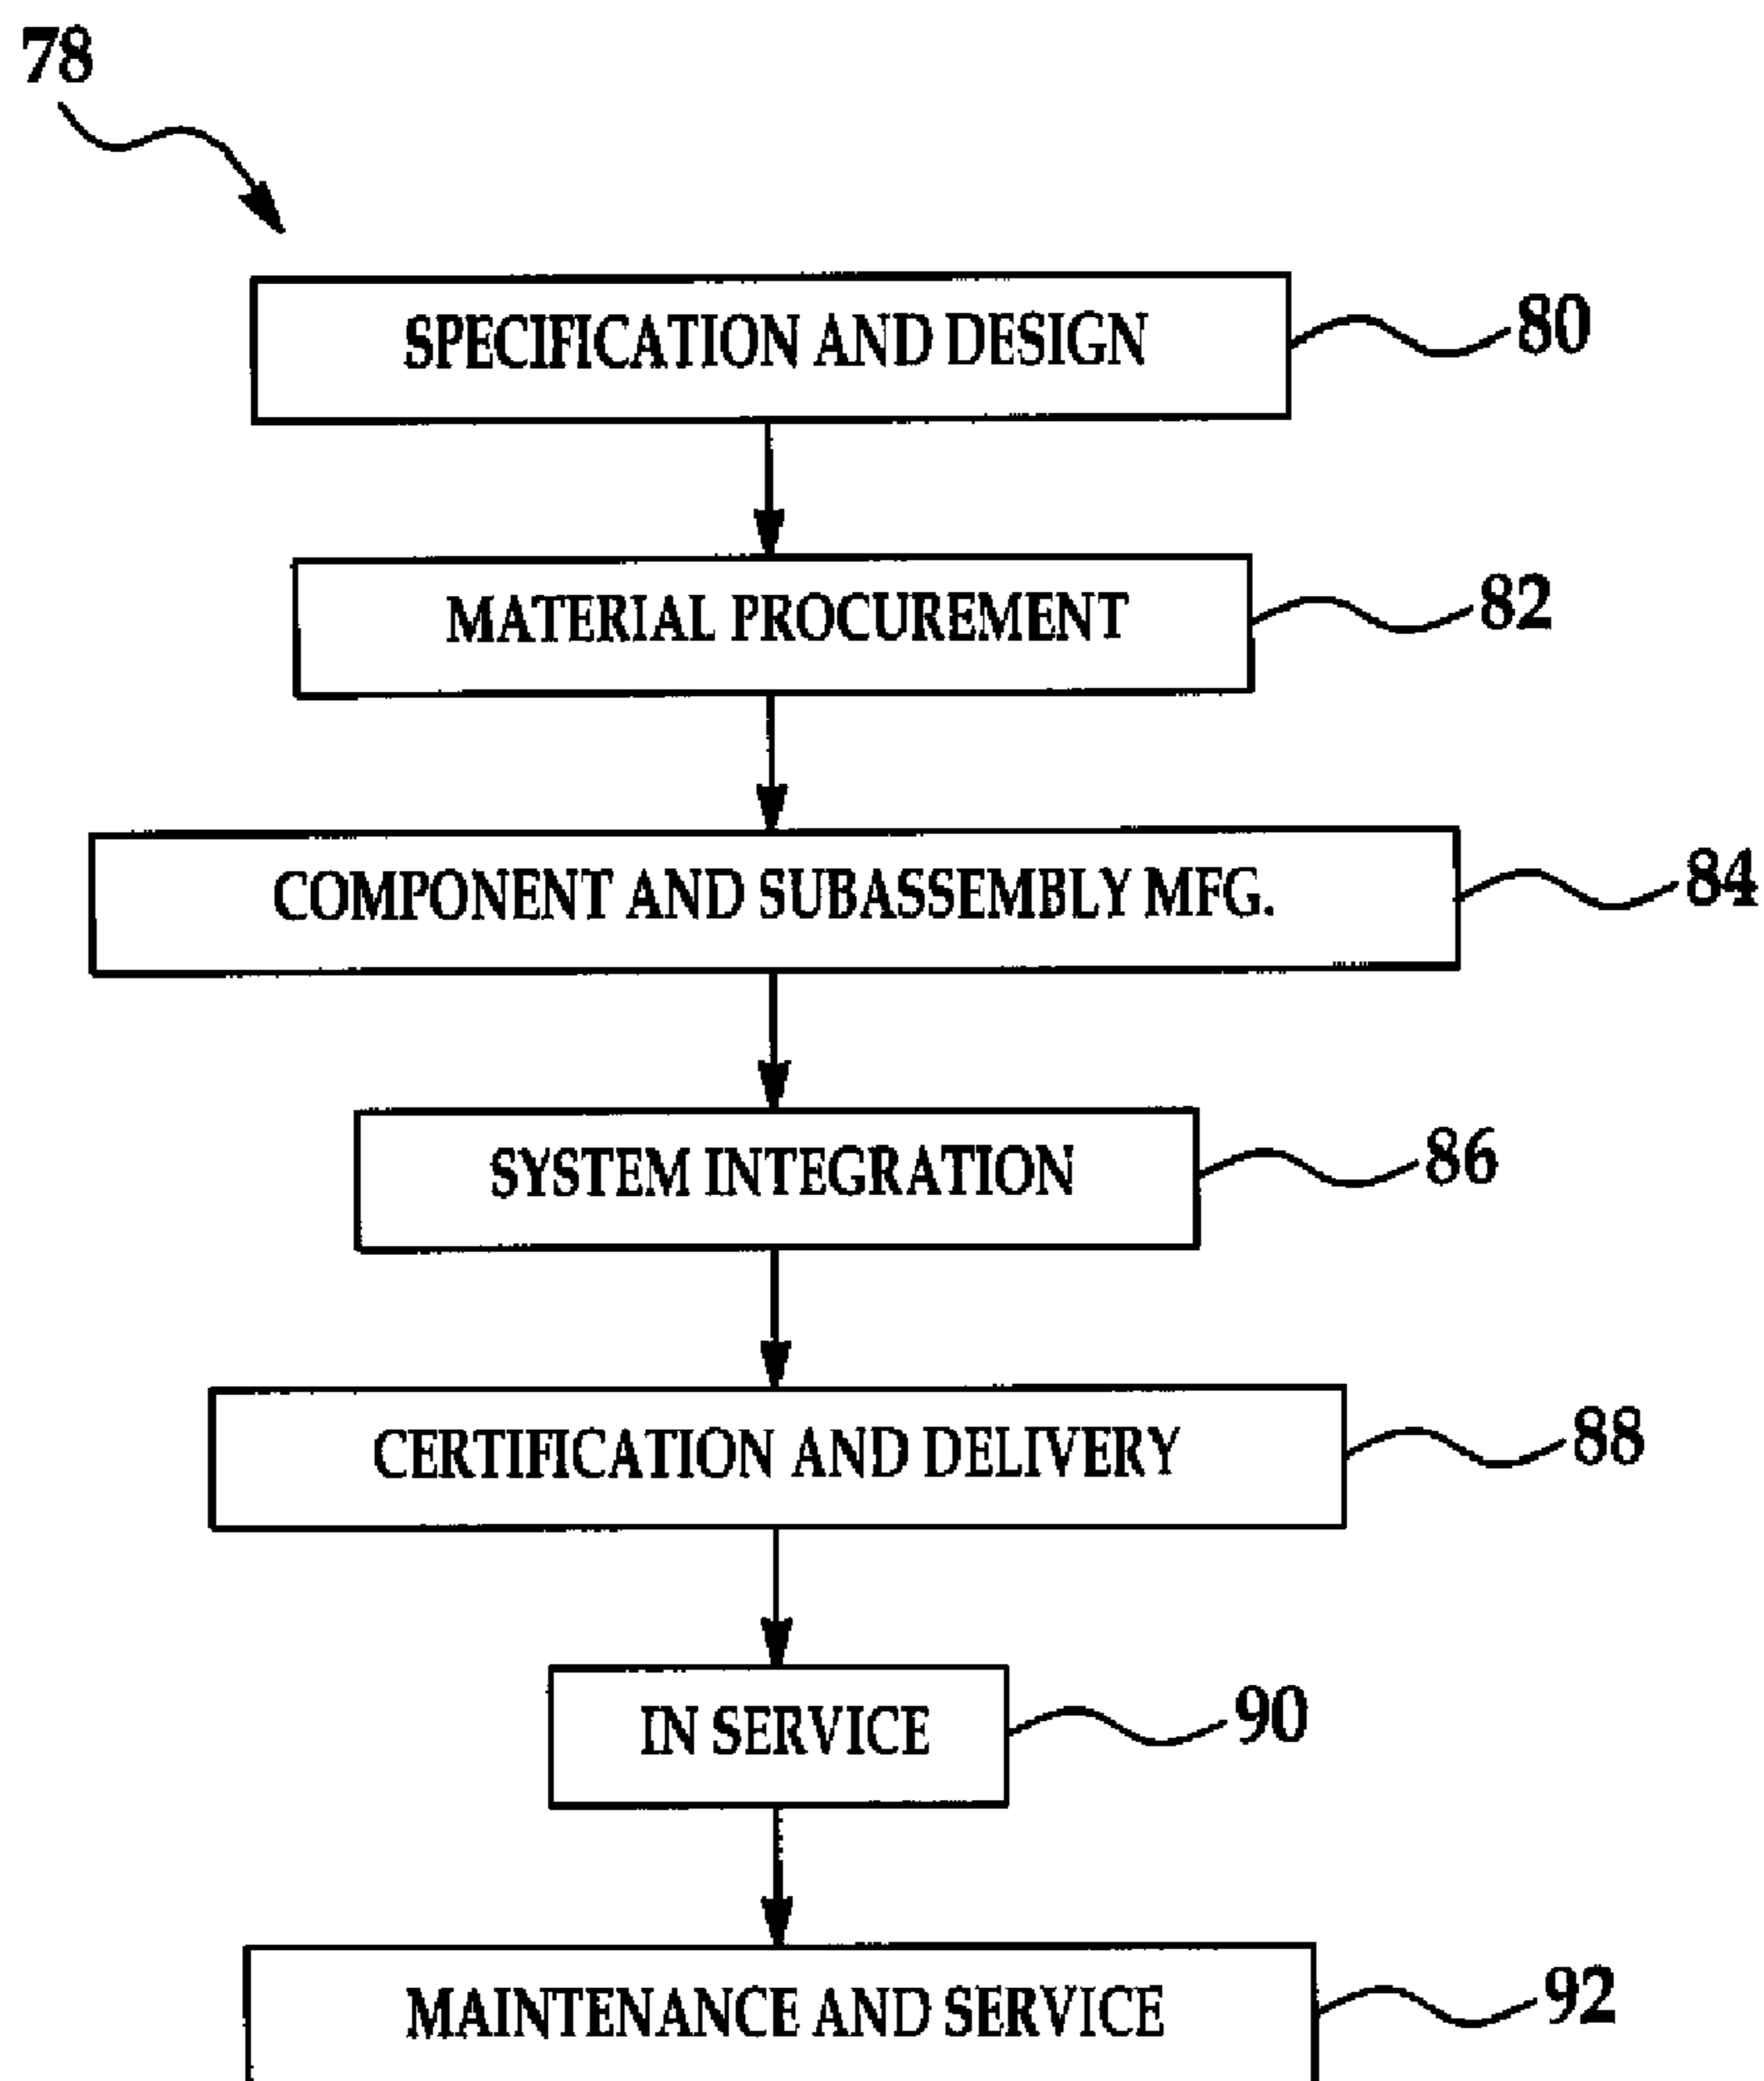 78
SPECIFICATION AND DESIGN
80
MATERIAL PROCUREMENT
82
COMPONENT AND SUBASSEMBLY MFG.
84
SYSTEM INTEGRATION
86
CERTIFICATION AND DELIVERY
88
IN SERVICE
90
MAINTENANCE AND SERVICE
92